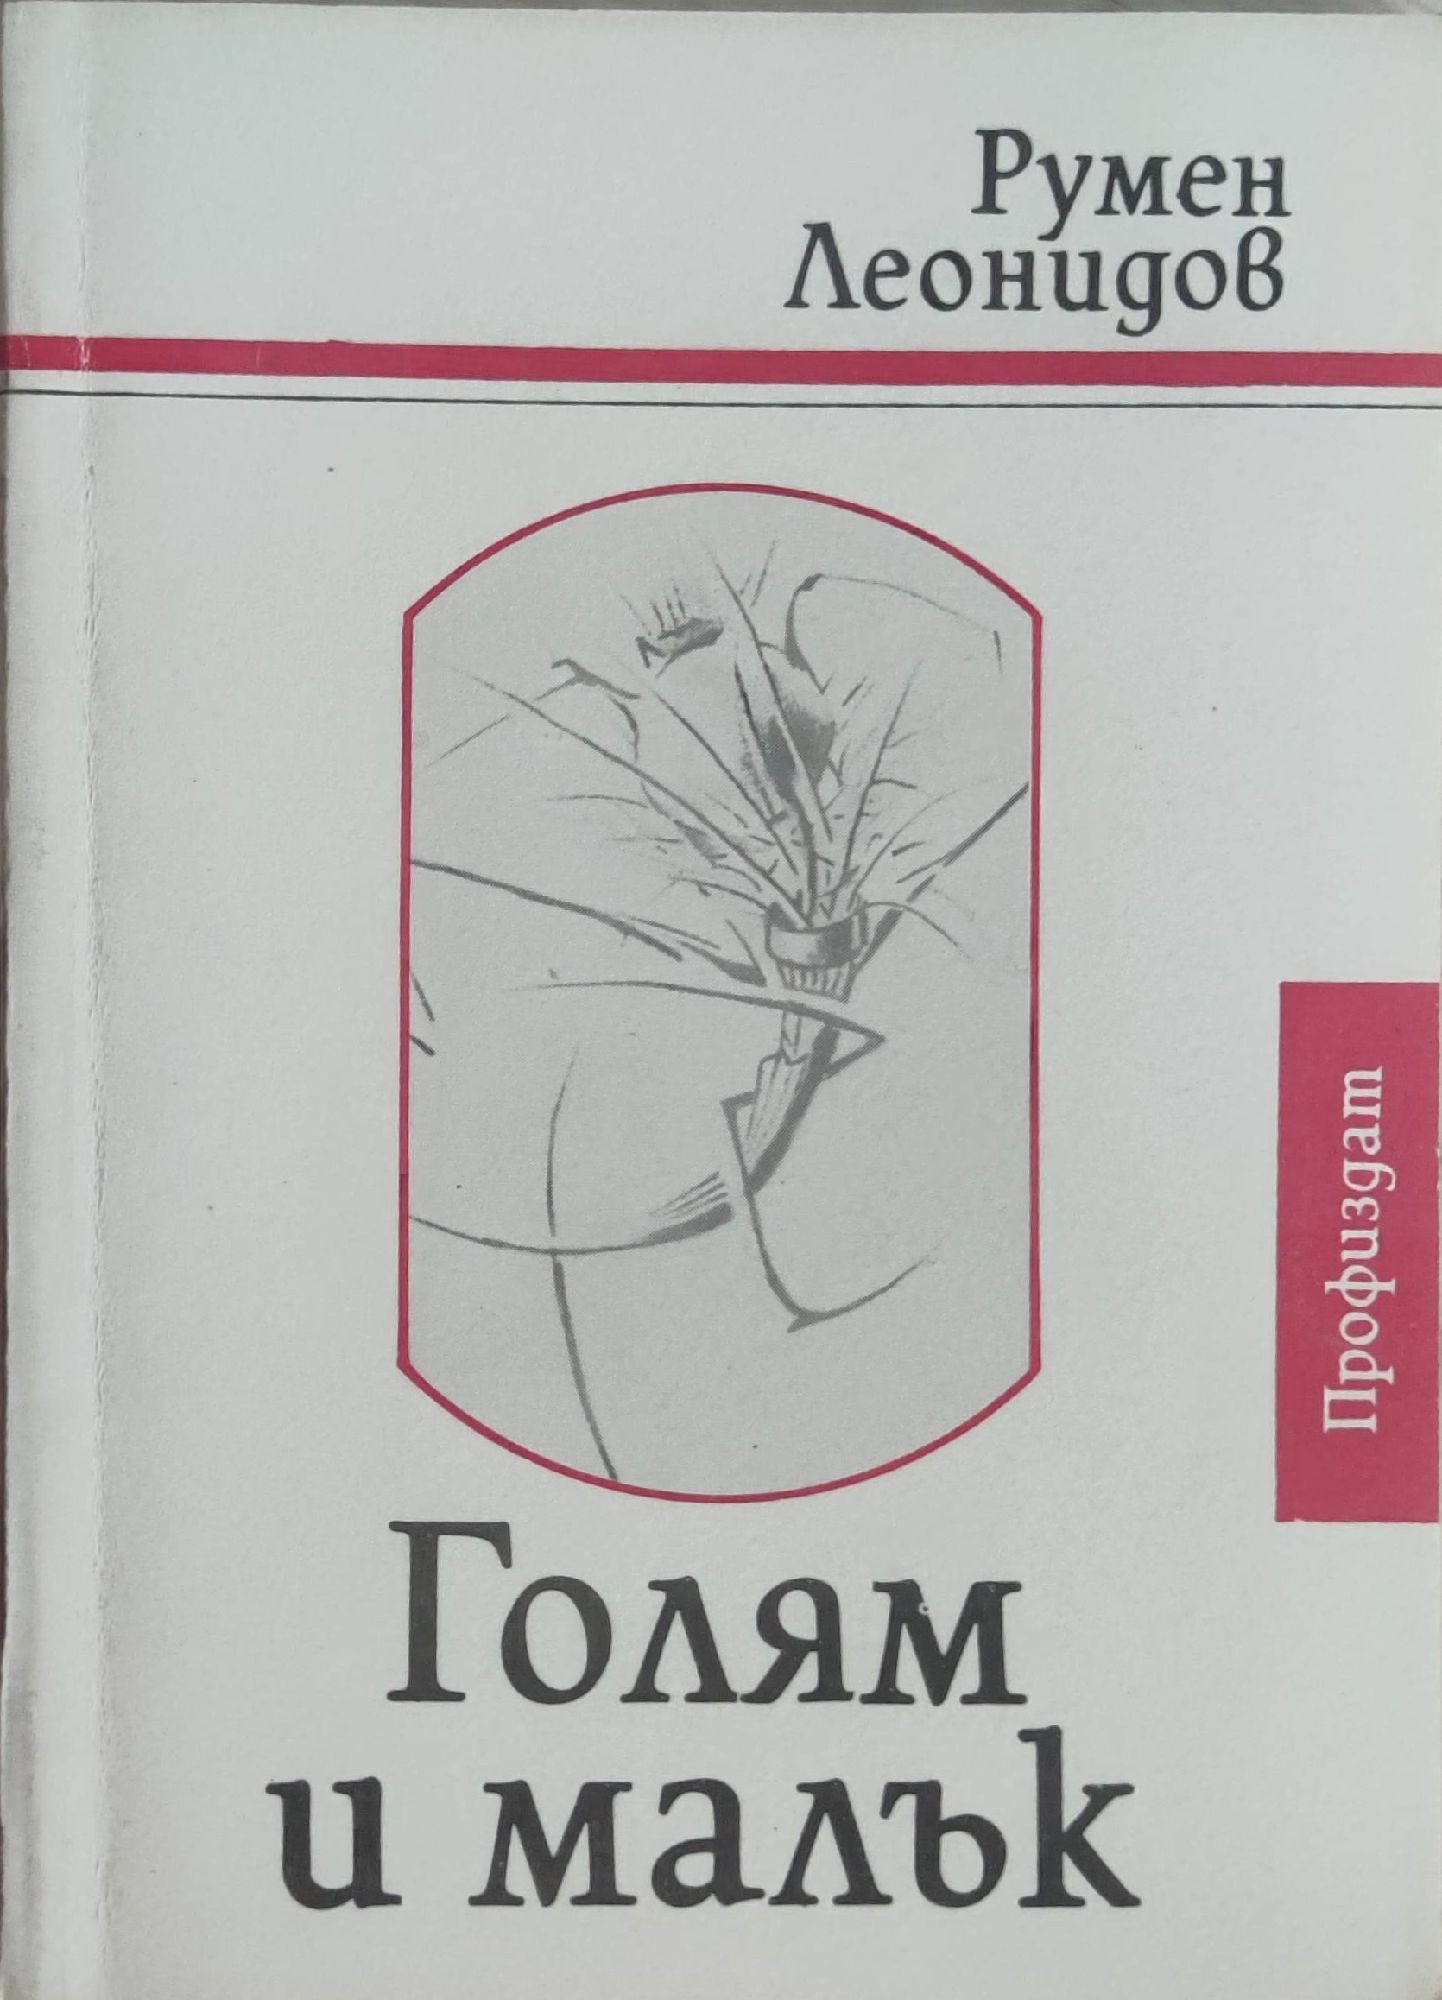 Румен
Леонидов
Профиздат
Голям
и малък